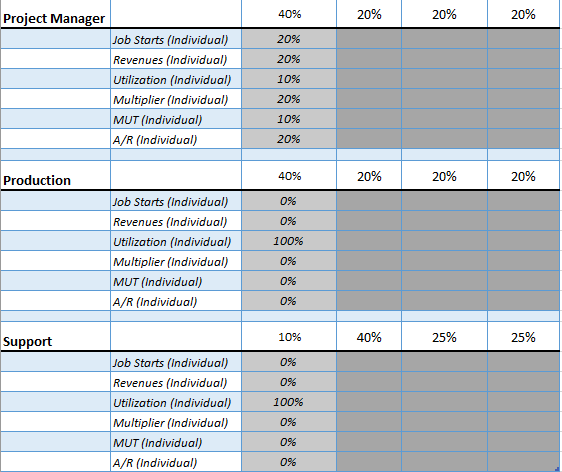 Project Manager 40% 20% 20% 20%
Job Starts (Individual) 20%
Revenues (Individual) 20%
Utilization (Individual) 10%
Multiplier (Individual) 20%
MUT (Individual) 10%
A/R (Individual) 20%
Production 40% 20% 20% 20%
Job Starts (Individual) 0%
Revenues (Individual) 0%
Utilization (Individual) 100%
Multiplier (Individual) 0%
MUT (Individual) 0%
A/R (Individual) 0%
Support 10% 40% 25% 25%
Job Starts (Individual) 0%
Revenues (Individual) 0%
Utilization (Individual) 100%
Multiplier (Individual) 0%
MUT (Individual) 0%
A/R (Individual) 0%